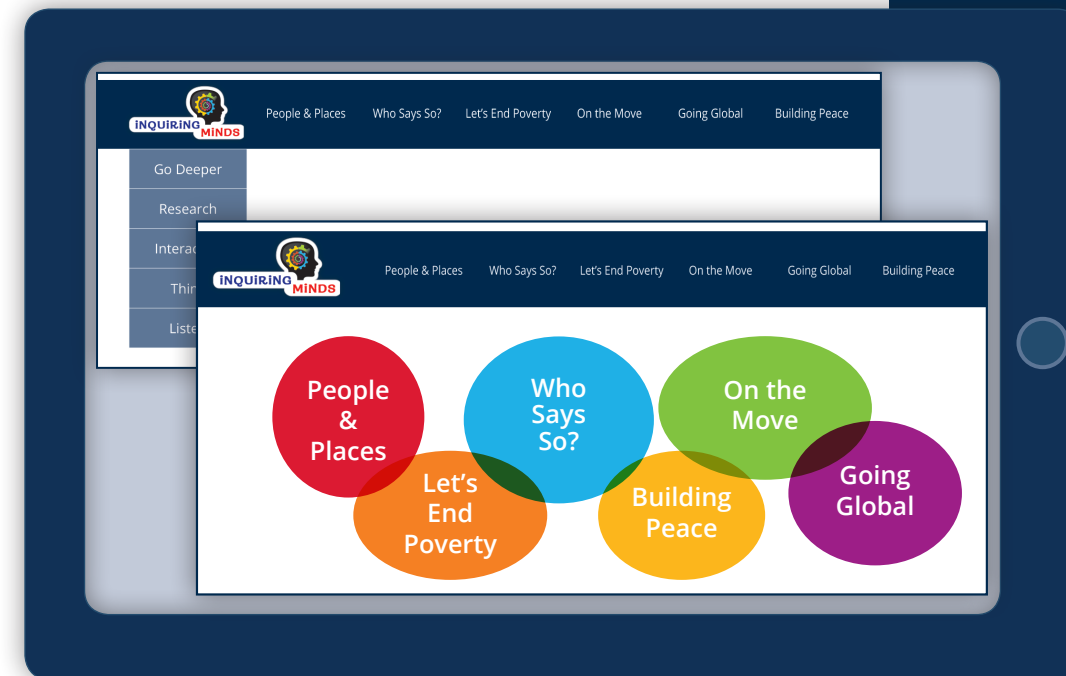 iNQUiRiNG
MiNDS
People & Places Who Says So? Let's End Poverty On the Move Going Global Building Peace
Go Deeper
Research
iNQUiRiNG
MiNDS
People & Places Who Says So? Let's End Poverty On the Move Going Global Building Peace
People
&
Places
Let's
End
Poverty
Who
Says
So?
Building
Peace
On the
Move
Going
Global